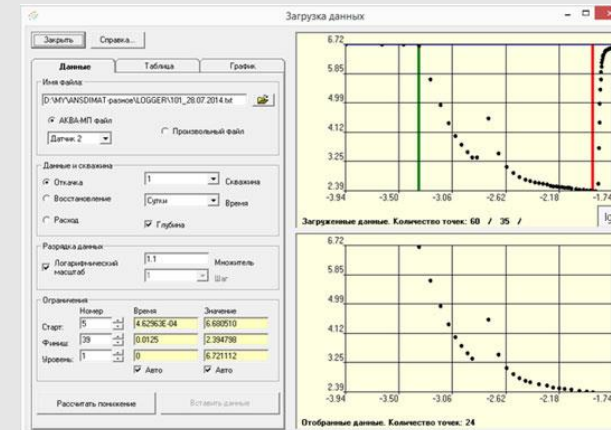 Загрузка данных
Закрыть Справка...
Данные Таблица График
Имя файла:
D:\MY\ANSDIMAT-разное\LOGGER\101_28.07.2014.txt
АКВА-МП файл
Произвольный файл
Датчик 2
Данные и скважина
Откачка 1 Скважина
Восстановление Сутки Время
Расход Глубина
Разрядка данных
Логарифмический масштаб 1.1 Множитель
1 Шаг
Ограничения
Номер Время Значение
Старт: 5 4.62963E-04 6.680510
Финиш: 39 0.0125 2.394798
Уровень: 1 0 6.721112
Авто Авто
Рассчитать понижение Вставить данные
6.72
5.85
4.99
4.12
3.25
2.39
-3.94 -3.50 -3.06 -2.62 -2.18 -1.74
Загруженные данные. Количество точек: 60 / 35 /
lg
6.72
5.85
4.99
4.12
3.25
2.39
-3.94 -3.50 -3.06 -2.62 -2.18 -1.74
Отобранные данные. Количество точек: 24